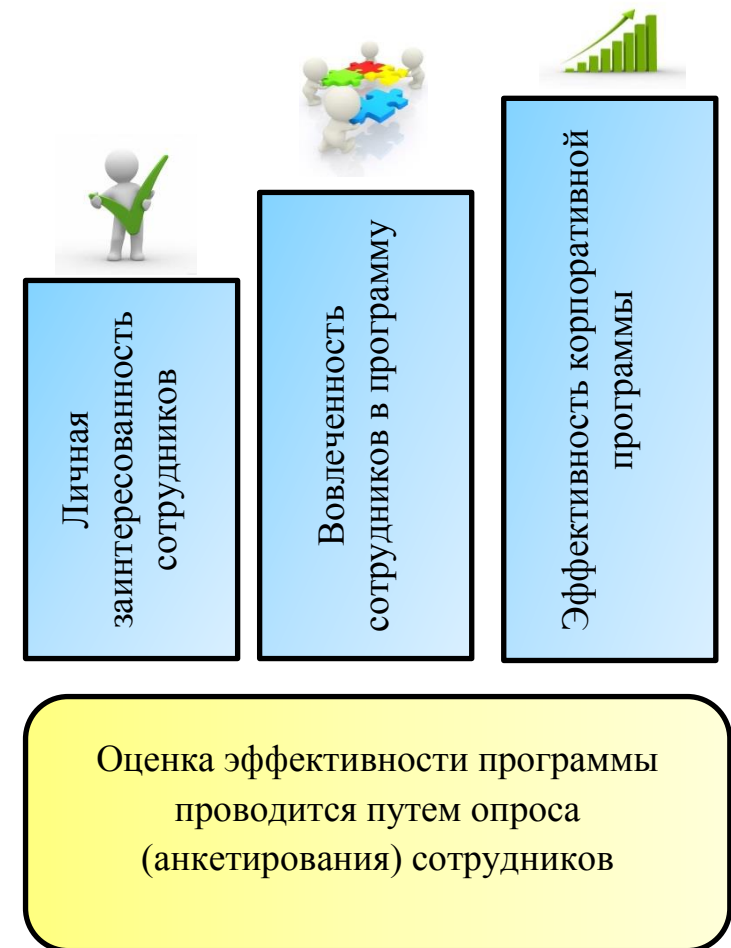 Личная
заинтересованность
сотрудников
Вовлеченность
сотрудников в программу
Эффективность корпоративной
программы
Оценка эффективности программы
проводится путем опроса
(анкетирования) сотрудников